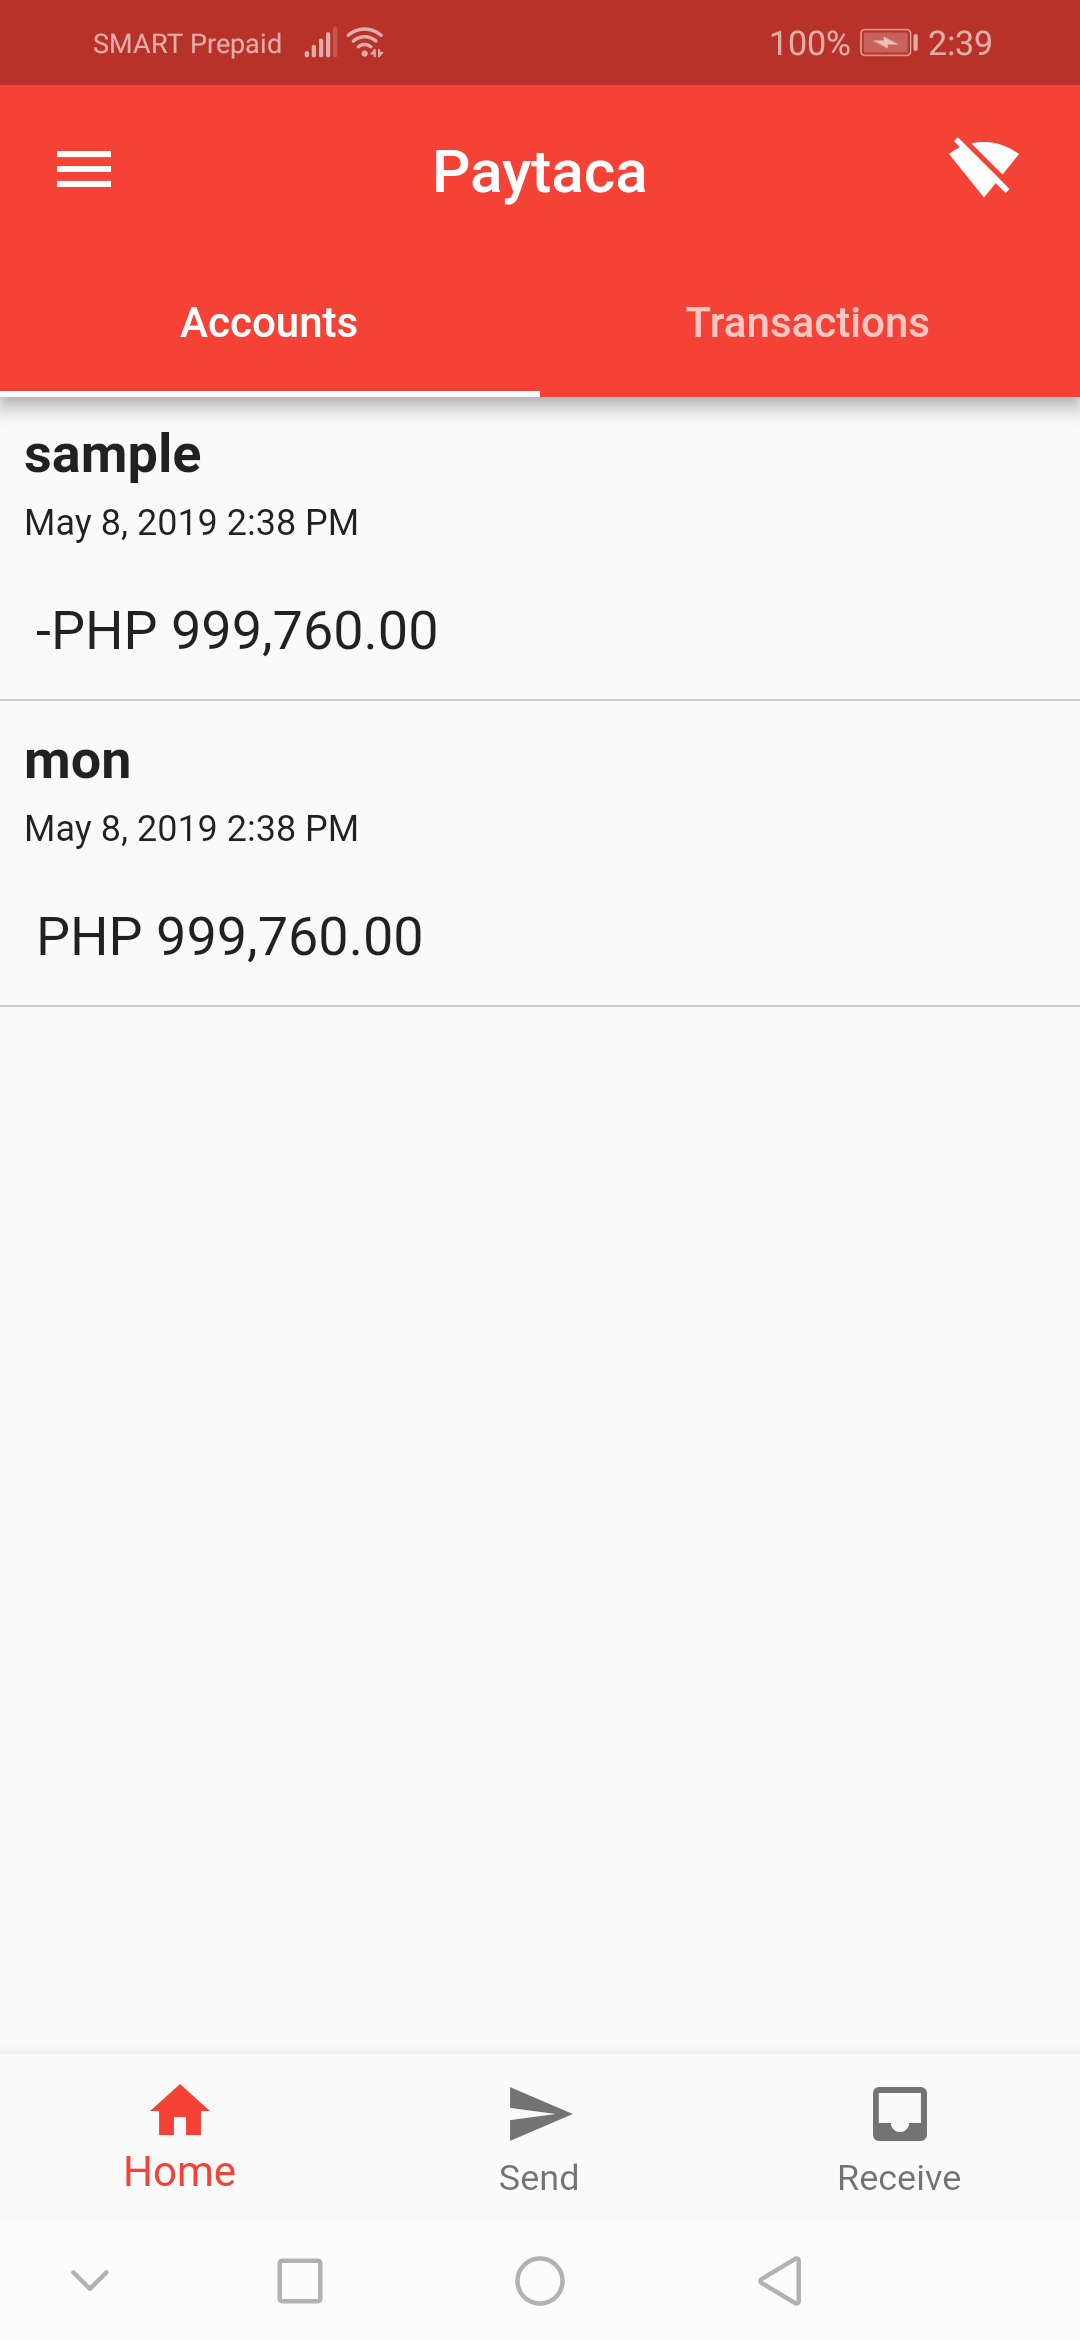 SMART Prepaid 100% 2:39
Paytaca
Accounts Transactions
sample
May 8, 2019 2:38 PM
-PHP 999,760.00
mon
May 8, 2019 2:38 PM
PHP 999,760.00
Home Send Receive